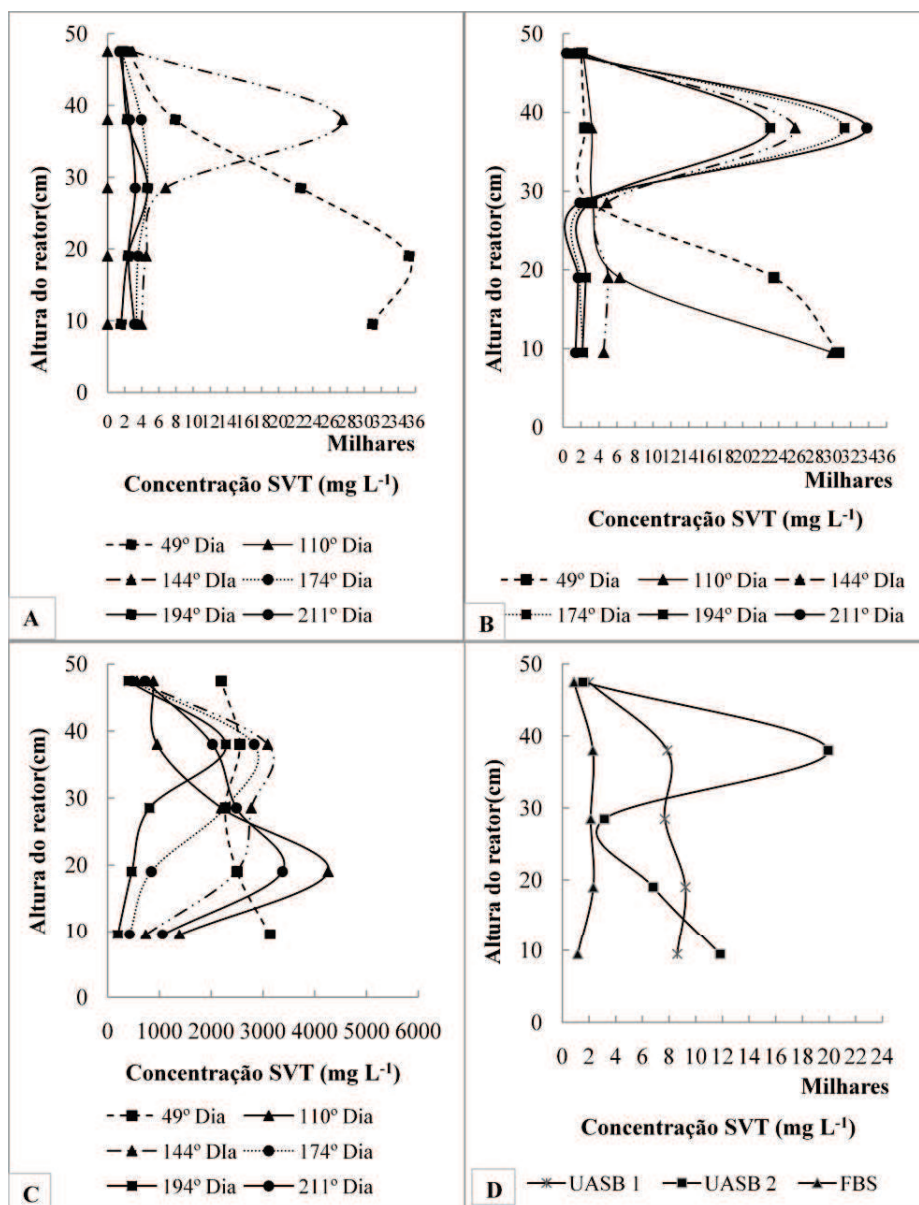 50
40
30
20
10
0
Altura do reator(cm)
0 2 4 6 8 10 12 14 16 18 20 22 24 26 28 30 32 34 36
Milhares
Concentração SVT (mg L-1)
49º Dia 110º Dia
144º DIa 174º Dia
194º Dia 211º Dia
A
50
40
30
20
10
0
Altura do reator(cm)
0 2 4 6 8 10 12 14 16 18 20 22 24 26 28 30 32 34 36
Milhares
Concentração SVT (mg L-1)
49º Dia 110º Dia 144º DIa
174º Dia 194º Dia 211º Dia
B
50
40
30
20
10
0
Altura do reator(cm)
0 1000 2000 3000 4000 5000 6000
Concentração SVT (mg L-1)
49º Dia 110º Dia
144º DIa 174º Dia
194º Dia 211º Dia
C
50
40
30
20
10
0
Altura do reator(cm)
0 2 4 6 8 10 12 14 16 18 20 22 24
Milhares
Concentração SVT (mg L-1)
UASB 1 UASB 2 FBS
D